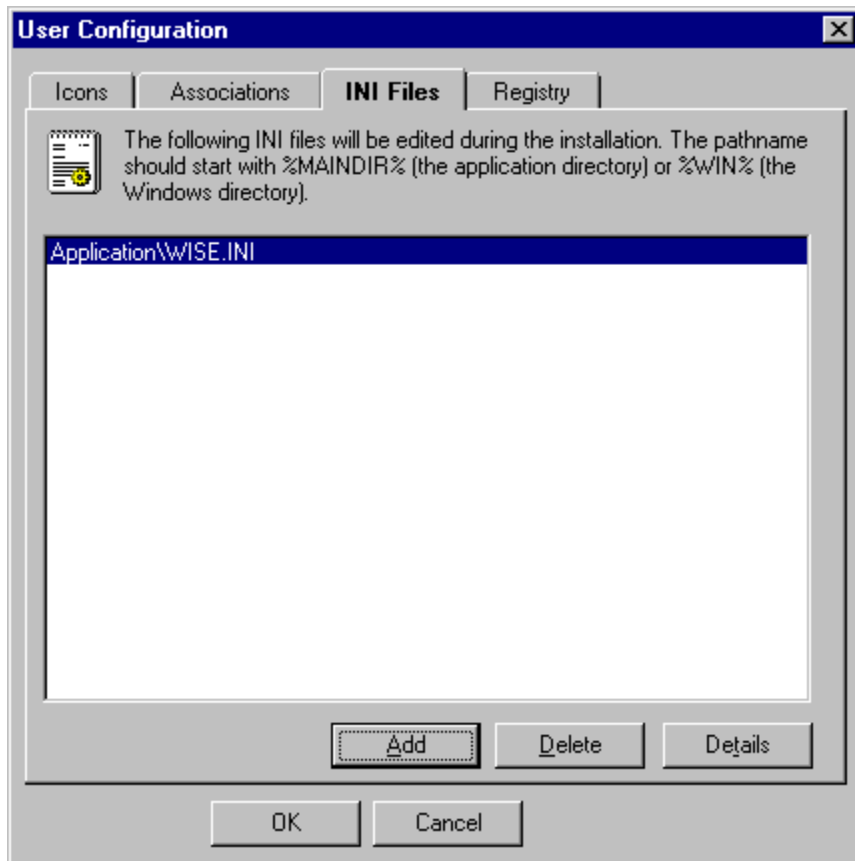 User Configuration
Icons
Associations
INI Files
Registry
The following INI files will be edited during the installation. The pathname
should start with %MAINDIR% (the application directory) or %WIN% (the
Windows directory).
Application\WISE.INI
Add
Delete
Details
OK
Cancel